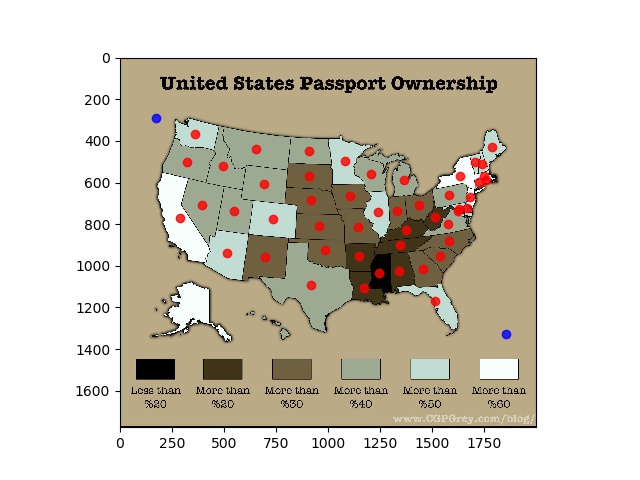 0
200
400
600
800
1000
1200
1400
1600
United States Passport Ownership
Less than More than More than More than More than More than
%20 %20 %30 %40 %50 %60
www.CGPGrey.com/blog/
0 250 500 750 1000 1250 1500 1750